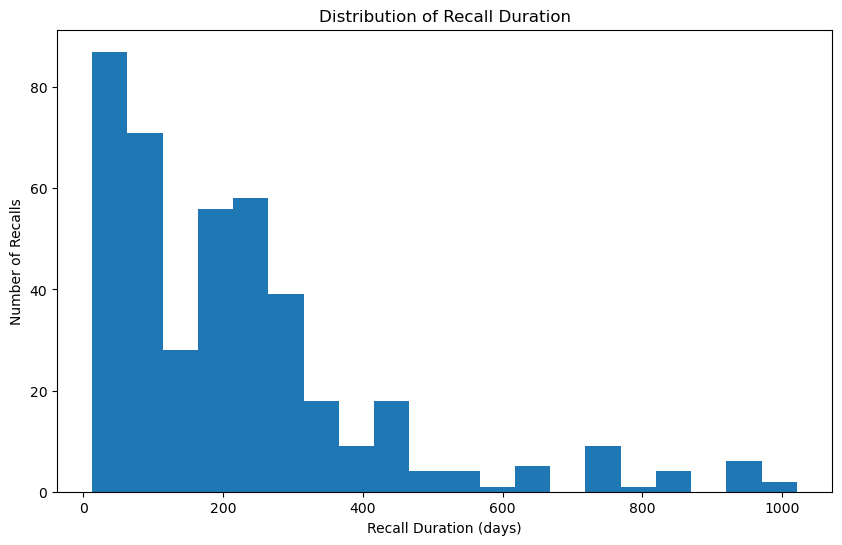 Distribution of Recall Duration
Number of Recalls
80
60
40
20
0
0 200 400 600 800 1000
Recall Duration (days)